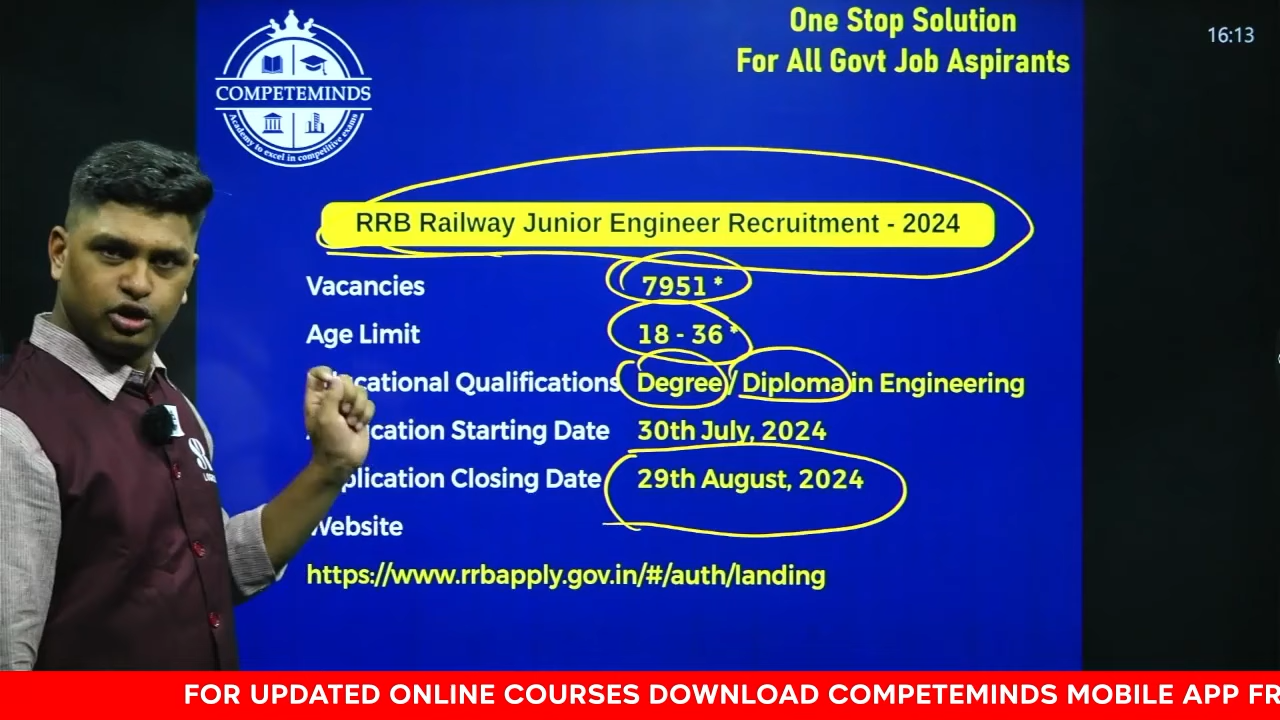 One Stop Solution
For All Govt Job Aspirants
16:13
COMPETEMINDS
Academy to excel in competitive exams
RRB Railway Junior Engineer Recruitment - 2024
Vacancies 7951 *
Age Limit 18 - 36 *
Qualifications Degree / Diploma in Engineering
Starting Date 30th July, 2024
Closing Date 29th August, 2024
Website
https://www.rrbapply.gov.in/#/auth/landing
FOR UPDATED ONLINE COURSES DOWNLOAD COMPETEMINDS MOBILE APP FR